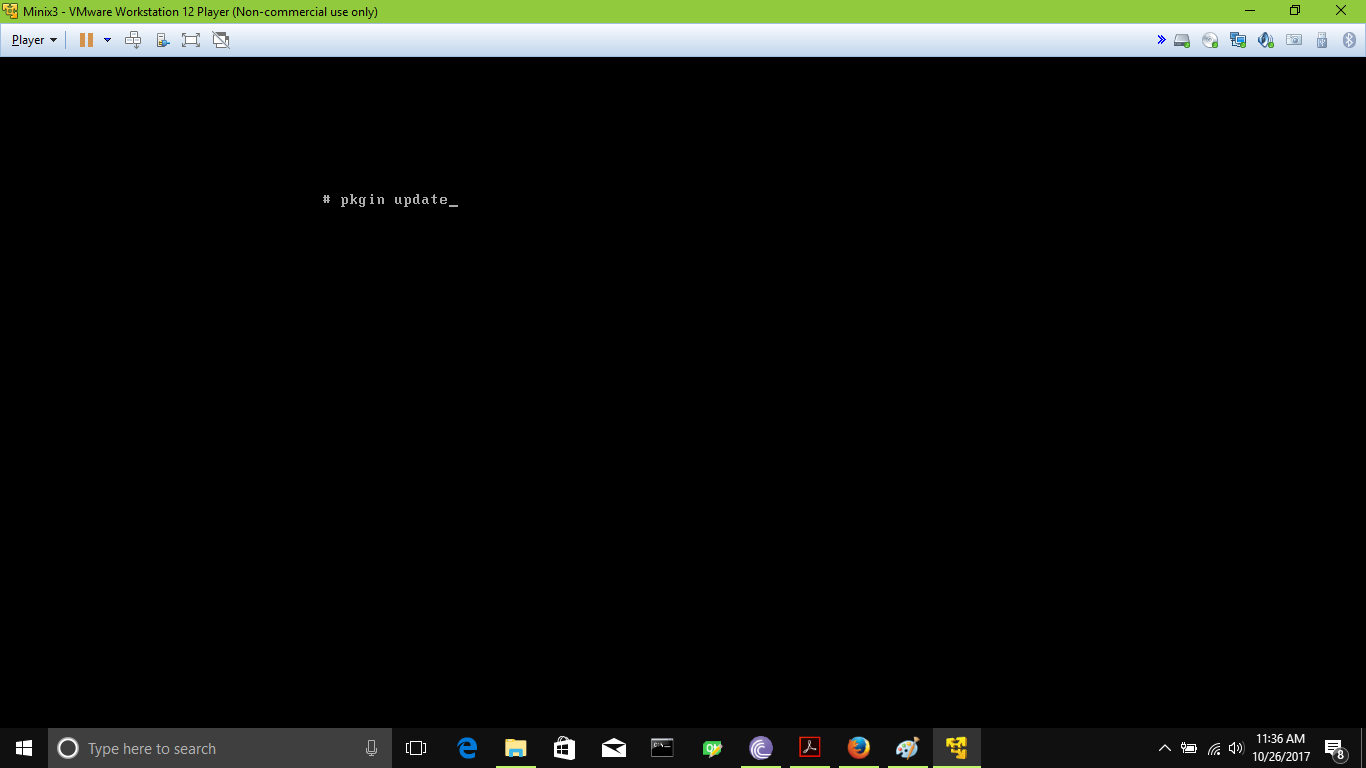 Minix3 - VMware Workstation 12 Player (Non-commercial use only)
Player
# pkgin update_
Type here to search
11:36 AM
10/26/2017
8